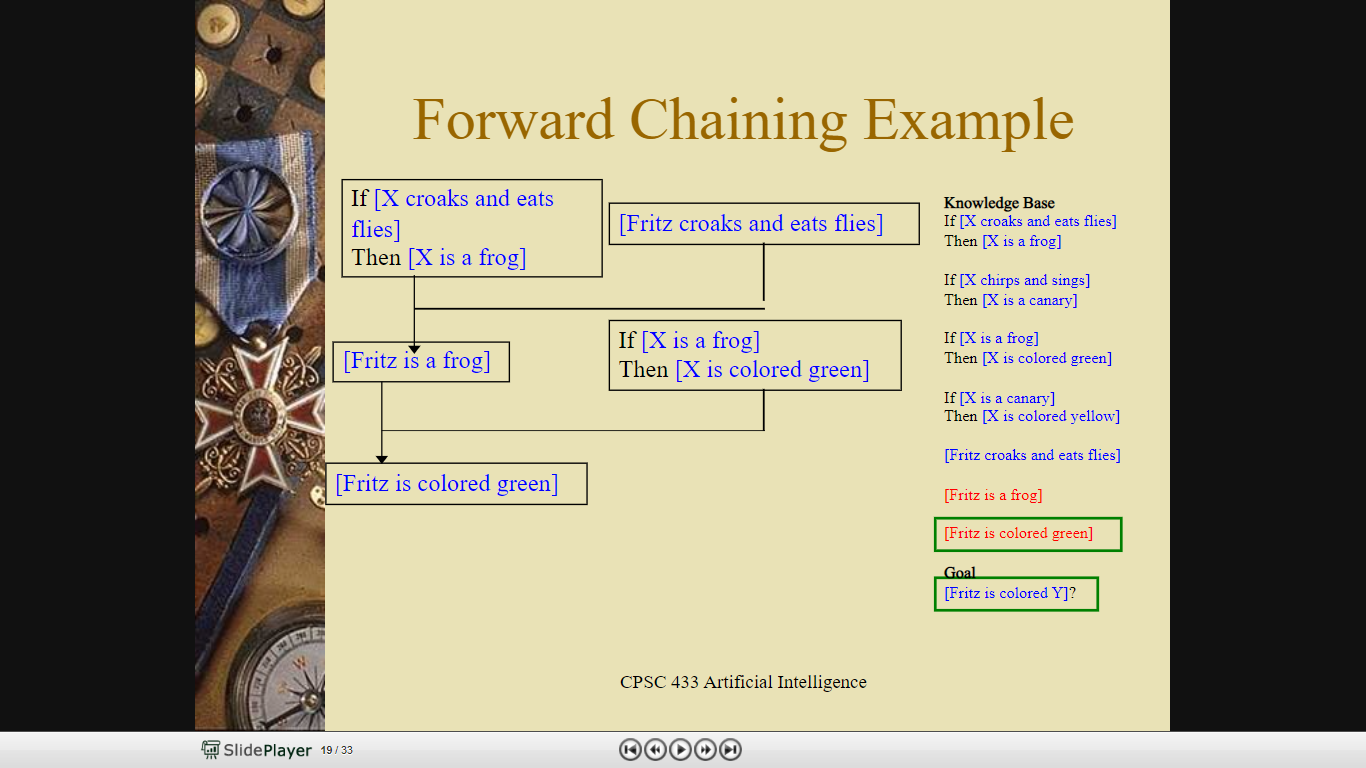 Forward Chaining Example
If [X croaks and eats
flies]
Then [X is a frog]
[Fritz croaks and eats flies]
[Fritz is a frog]
If [X is a frog]
Then [X is colored green]
[Fritz is colored green]
Knowledge Base
If [X croaks and eats flies]
Then [X is a frog]
If [X chirps and sings]
Then [X is a canary]
If [X is a frog]
Then [X is colored green]
If [X is a canary]
Then [X is colored yellow]
[Fritz croaks and eats flies]
[Fritz is a frog]
[Fritz is colored green]
Goal
[Fritz is colored Y]?
CPSC 433 Artificial Intelligence
SlidePlayer
19 / 33